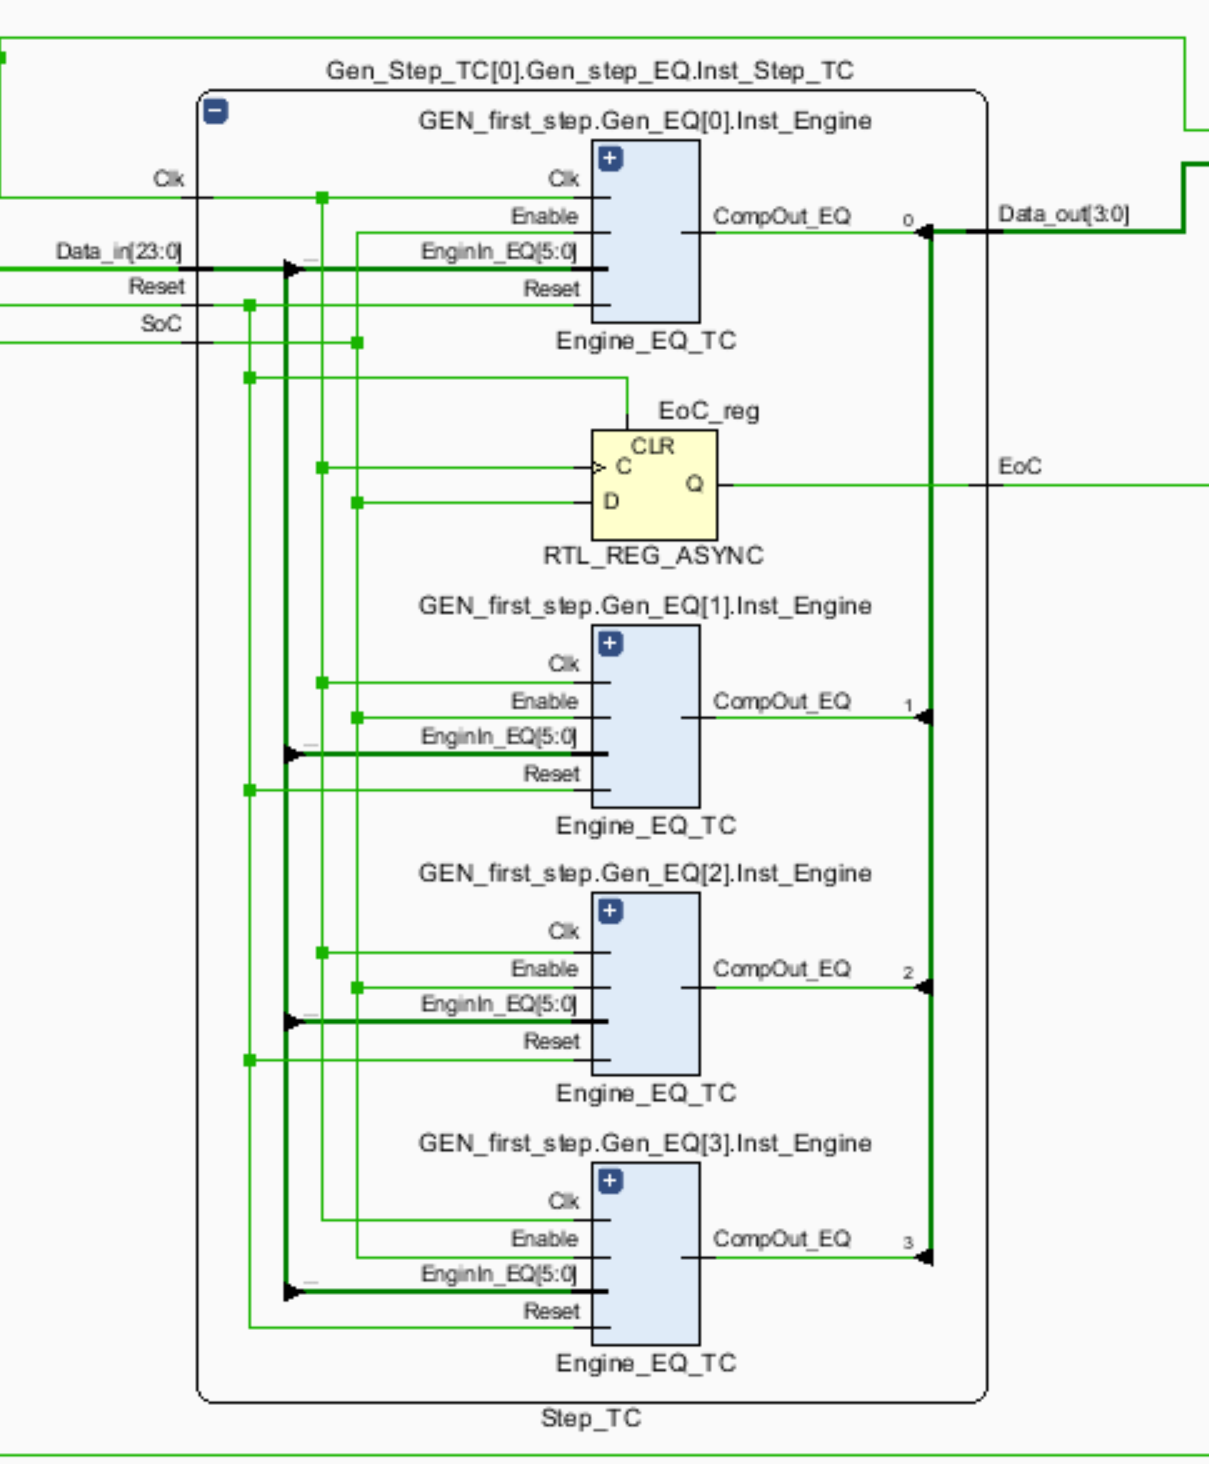 Gen_Step_TC[0].Gen_step_EQ.Inst_Step_TC
GEN_first_step.Gen_EQ[0].Inst_Engine
Clk
Clk
Enable
CompOut_EQ
0
Data_out[3:0]
Data_in[23:0]
EnginIn_EQ[5:0]
Reset
Reset
SoC
Engine_EQ_TC
EoC_reg
CLR
C
Q
D
EoC
RTL_REG_ASYNC
GEN_first_step.Gen_EQ[1].Inst_Engine
Clk
Enable
CompOut_EQ
1
EnginIn_EQ[5:0]
Reset
Engine_EQ_TC
GEN_first_step.Gen_EQ[2].Inst_Engine
Clk
Enable
CompOut_EQ
2
EnginIn_EQ[5:0]
Reset
Engine_EQ_TC
GEN_first_step.Gen_EQ[3].Inst_Engine
Clk
Enable
CompOut_EQ
3
EnginIn_EQ[5:0]
Reset
Engine_EQ_TC
Step_TC